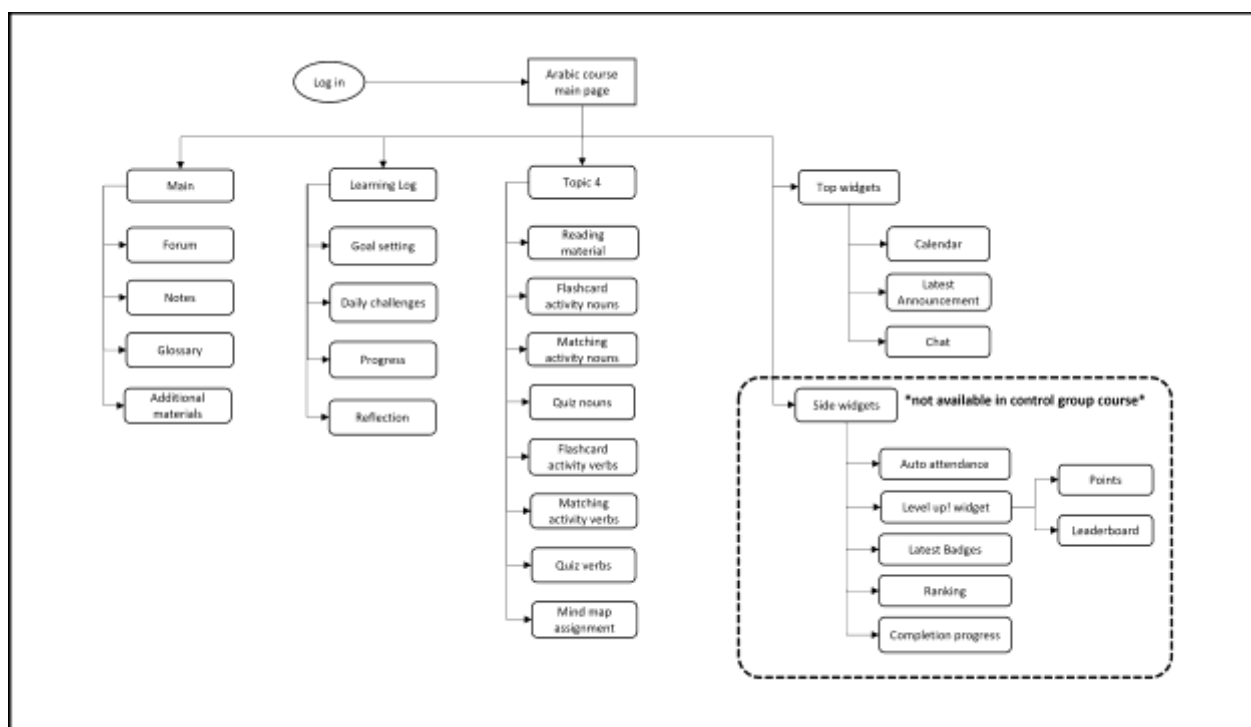 Log in
Arabic course
main page
Main
Forum
Notes
Glossary
Additional
materials
Learning Log
Goal setting
Daily challenges
Progress
Reflection
Topic 4
Reading
material
Flashcard
activity nouns
Matching
activity nouns
Quiz nouns
Flashcard
activity verbs
Matching
activity verbs
Quiz verbs
Mind map
assignment
Top widgets
Calendar
Latest
Announcement
Chat
Side widgets
*not available in control group course*
Auto attendance
Level up! widget
Points
Leaderboard
Latest Badges
Ranking
Completion progress